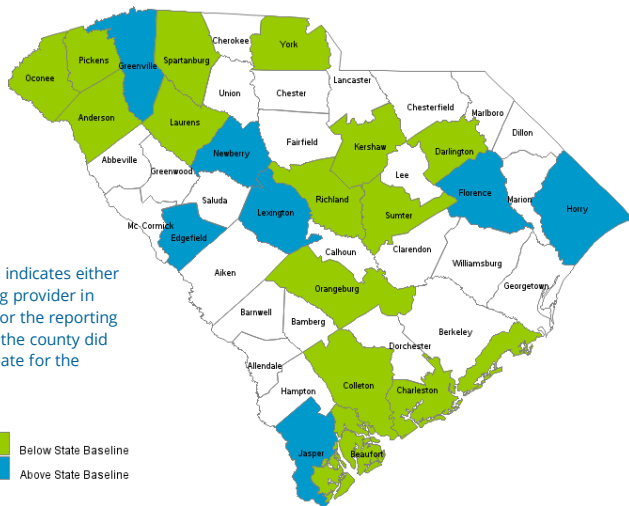 Cherokee
York
Spartanburg
Greenville
Pickens
Oconee
Lancaster
Union
Chester
Anderson
Chesterfield
Marlboro
Laurens
Dillon
Fairfield
Kershaw
Newberry
Darlington
Abbeville
Greenwood
Lee
Florence
Marion
Horry
Saluda
Richland
Lexington
Sumter
Mc Cormick
Edgefield
Calhoun
Clarendon
Williamsburg
Aiken
Georgetown
Orangeburg
Barnwell
Bamberg
Berkeley
Dorchester
Allendale
Colleton
Charleston
Hampton
Jasper
Beaufort
indicates either
g provider in
or the reporting
the county did
ate for the
Below State Baseline
Above State Baseline